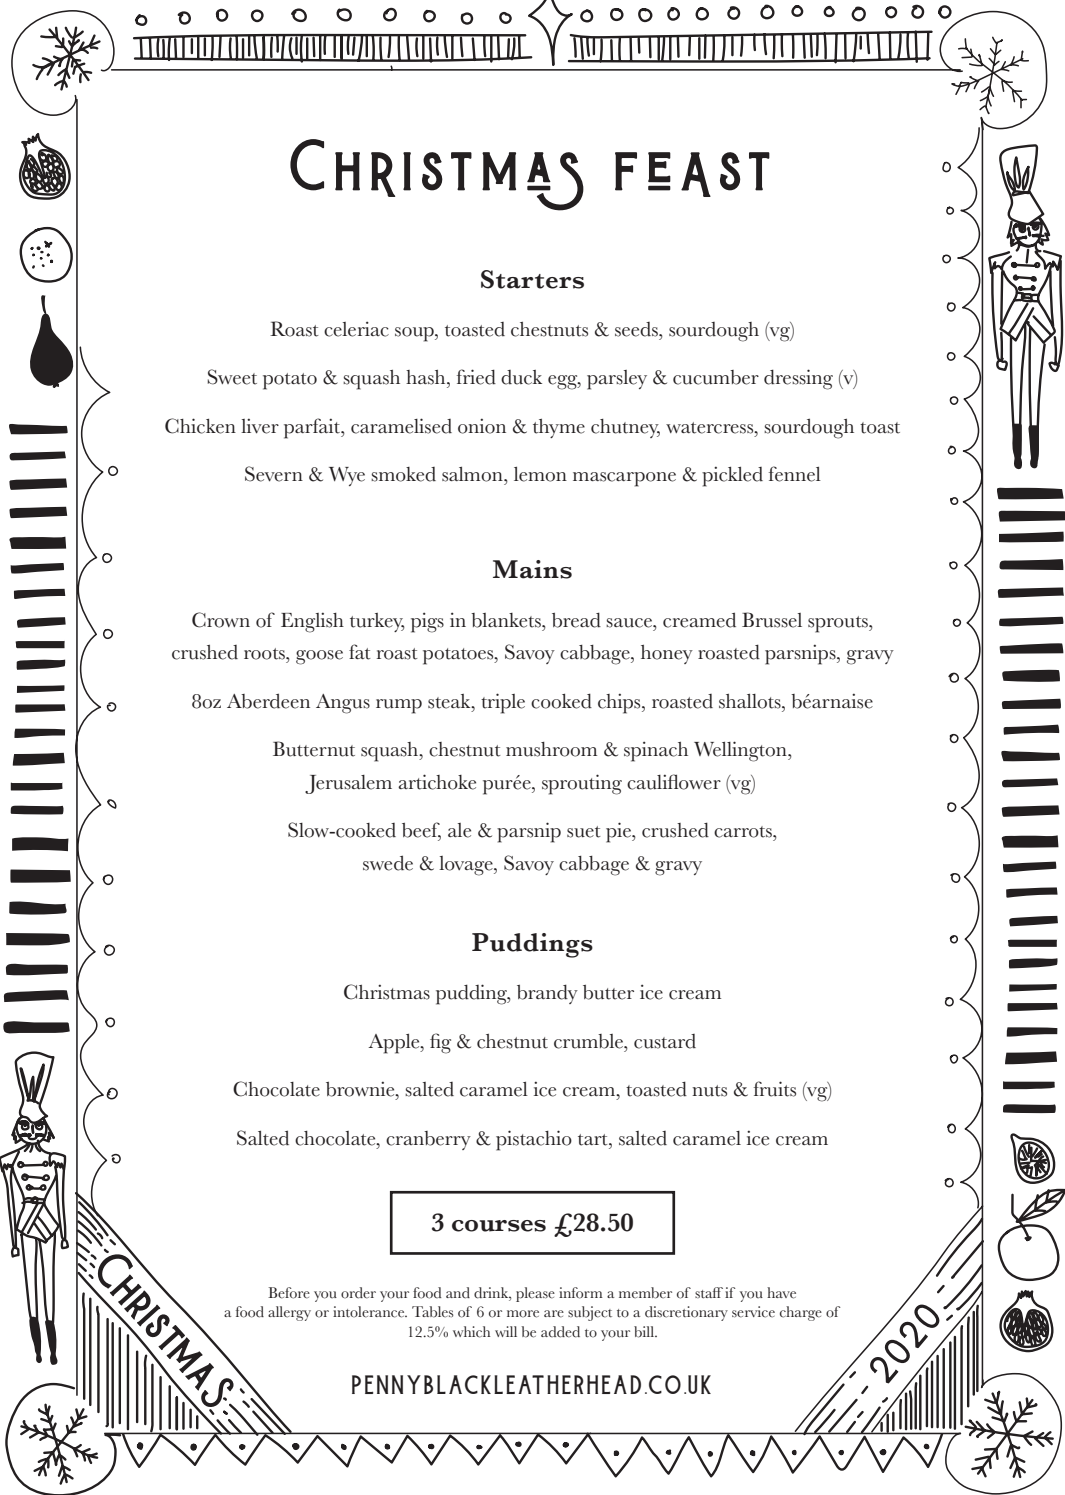 Christmas feast
Starters
Roast celeriac soup, toasted chestnuts & seeds, sourdough (vg)
Sweet potato & squash hash, fried duck egg, parsley & cucumber dressing (v)
Chicken liver parfait, caramelised onion & thyme chutney, watercress, sourdough toast
Severn & Wye smoked salmon, lemon mascarpone & pickled fennel
Mains
Crown of English turkey, pigs in blankets, bread sauce, creamed Brussel sprouts,
crushed roots, goose fat roast potatoes, Savoy cabbage, honey roasted parsnips, gravy
8oz Aberdeen Angus rump steak, triple cooked chips, roasted shallots, béarnaise
Butternut squash, chestnut mushroom & spinach Wellington,
Jerusalem artichoke purée, sprouting cauliflower (vg)
Slow-cooked beef, ale & parsnip suet pie, crushed carrots,
swede & lovage, Savoy cabbage & gravy
Puddings
Christmas pudding, brandy butter ice cream
Apple, fig & chestnut crumble, custard
Chocolate brownie, salted caramel ice cream, toasted nuts & fruits (vg)
Salted chocolate, cranberry & pistachio tart, salted caramel ice cream
3 courses £28.50
Before you order your food and drink, please inform a member of staff if you have
a food allergy or intolerance. Tables of 6 or more are subject to a discretionary service charge of
12.5% which will be added to your bill.
PENNYBLACKLEATHERHEAD.CO.UK
CHRISTMAS
2020